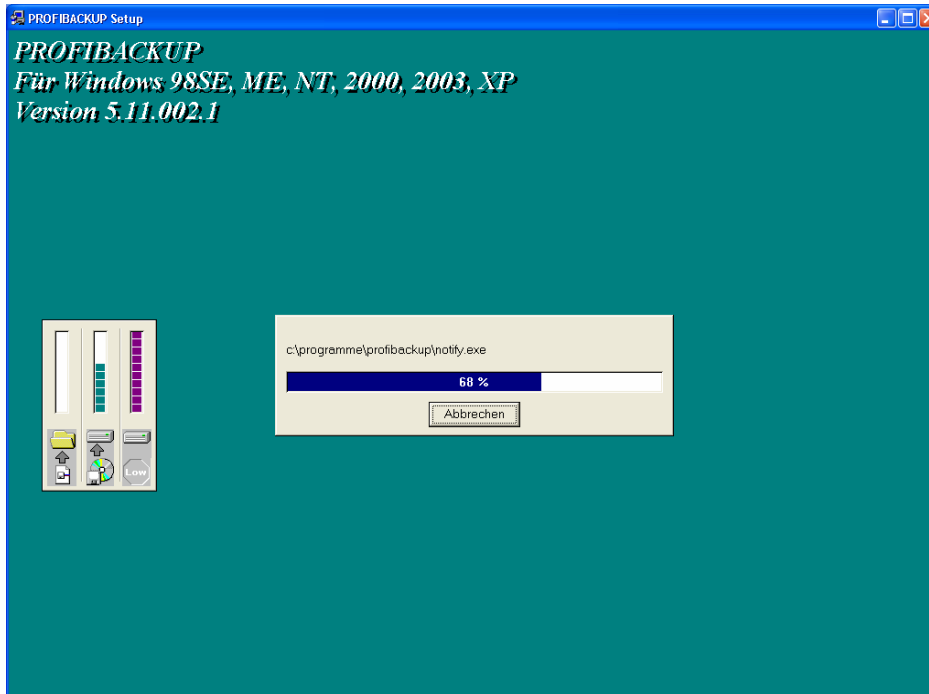 PROFIBACKUP Setup
PROFIBACKUP
Für Windows 98SE, ME, NT, 2000, 2003, XP
Version 5.11.002.1
c:\programme\profibackup\notify.exe
68 %
Abbrechen
Low